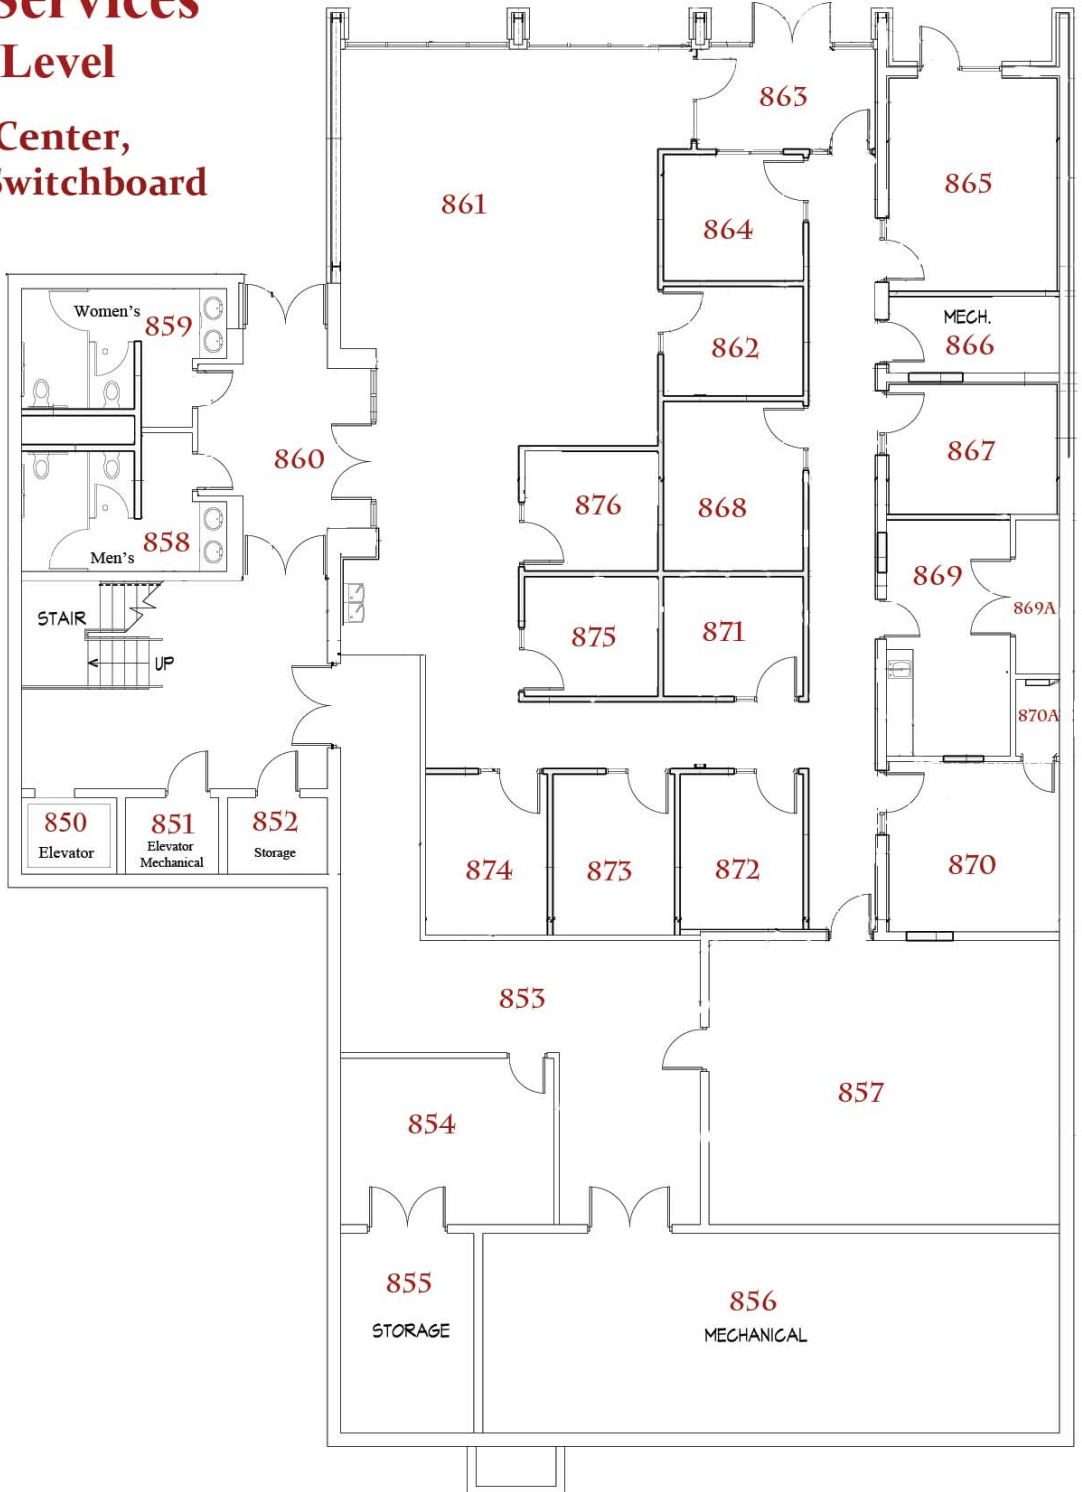 Services
Level
Center,
Switchboard
863
861
865
864
Women's
859
MECH.
866
862
867
860
876
868
858
Men's
869
869A
STAIR
875
871
UP
870A
850
Elevator
851
Elevator
Mechanical
852
Storage
874
873
872
870
853
857
854
855
STORAGE
856
MECHANICAL